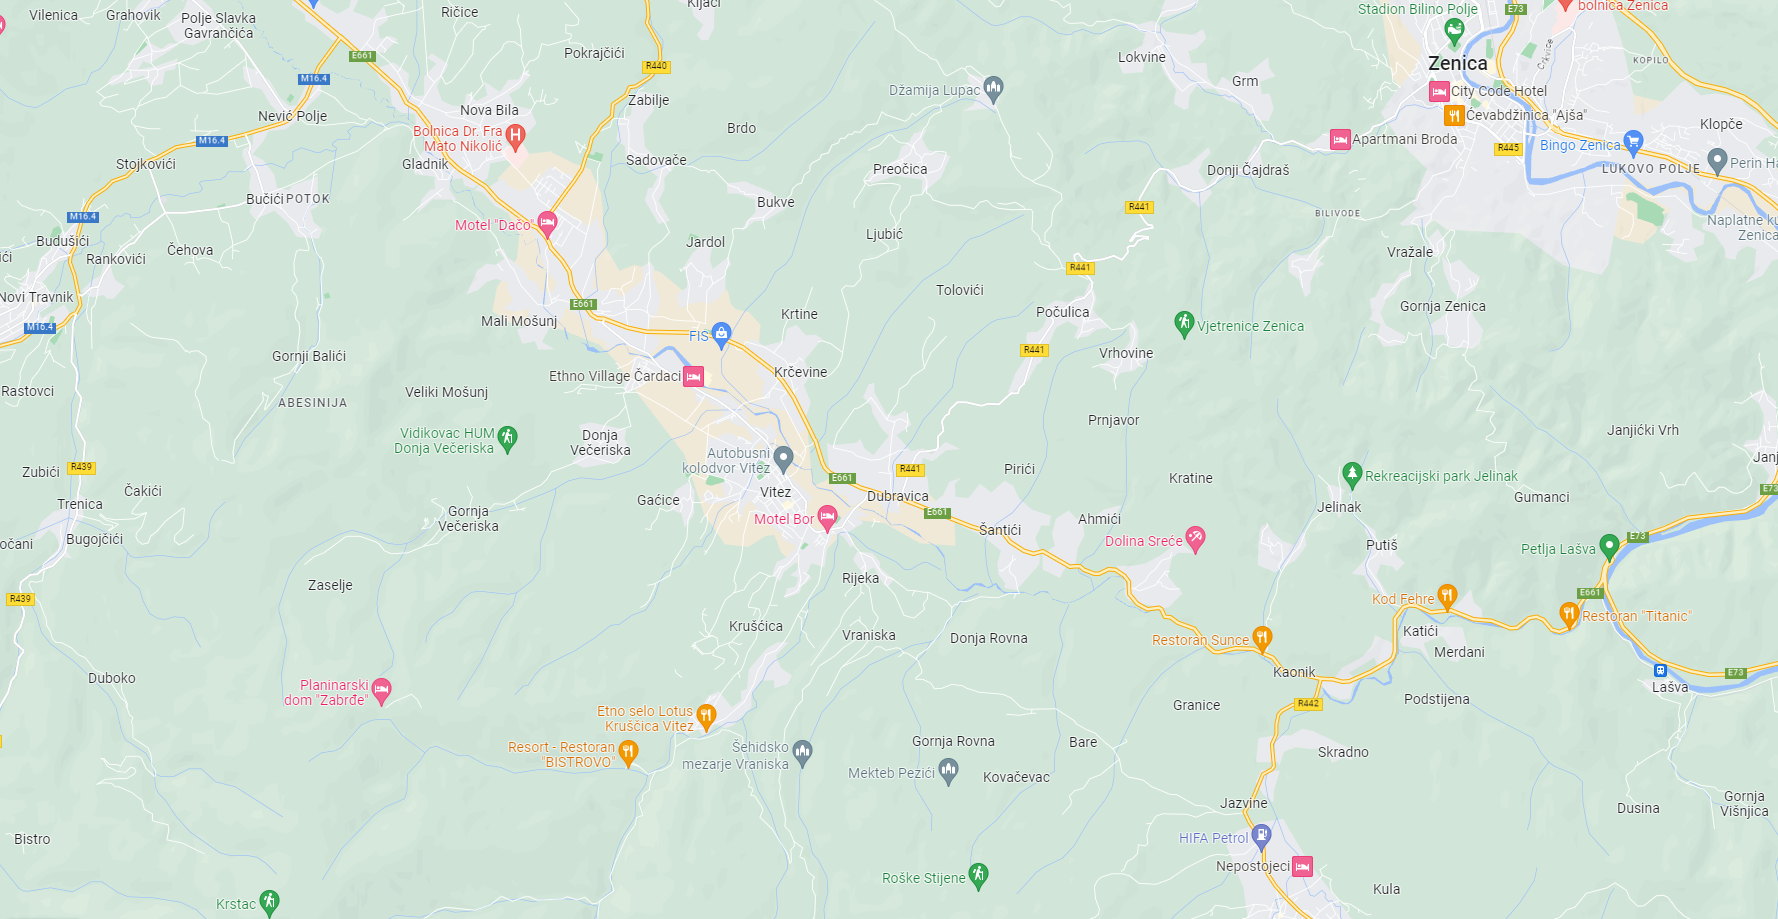 Vilenica
Grahovik
Polje Slavka
Gavrančića
Ričice
Kljaci
Stadion Bilino Polje
E73
bolnica Zenica
E661
Pokrajčići
R440
M16.4
Lokvine
Zenica
Crkvice
KOPILO
Grm
Džamija Lupac
City Code Hotel
Nević Polje
Nova Bila
Zabilje
Čevabdžinica "Ajša"
Klopče
Bolnica Dr. Fra
Mato Nikolić
Brdo
M16.4
Apartmani Broda
R445
Bingo Zenica
Perin Ha
Stojkovići
Gladnik
Sadovače
Preočica
Donji Čajdraš
LUKOVO POLJE
Bučići
POTOK
Bukve
R441
BILIVODE
M16.4
Motel "Dačo"
Naplatne ku
Zenica
Budušići
Čehova
Jardol
Ljubić
Vražale
Rankovići
ići
R441
Novi Travnik
E661
Tolovići
Gornja Zenica
M16.4
Mali Mošunj
Krtine
Počulica
Vjetrenice Zenica
FIS
Gornji Balići
R441
Vrhovine
Ethno Village Čardaci
Krčevine
Rastovci
Veliki Mošunj
ABESINIJA
Prnjavor
Vidikovac HUM
Donja Večeriska
Donja
Večeriska
Janjićki Vrh
Autobusni
kolodvor Vitez
Janj
Zubići
R439
R441
Pirići
E661
Kratine
Rekreacijski park Jelinak
E73
Čakići
Trenica
Gaćice
Vitez
Dubravica
Gumanci
Jelinak
Gornja
Večeriska
Motel Bor
E661
Šantići
Ahmići
očani
Bugojčići
Dolina Sreće
Putiš
Petlja Lašva
E73
Zaselje
Rijeka
R439
Kod Fehre
E661
Restoran "Titanic"
Krušćica
Vraniska
Donja Rovna
Restoran Sunce
Katići
Merdani
Duboko
Kaonik
E73
Lašva
Planinarski
dom "Zabrđe"
Granice
R442
Podstijena
Etno selo Lotus
Kruščica Vitez
Resort - Restoran
"BISTROVO"
Šehidsko
mezarje Vraniska
Gornja Rovna
Bare
Skradno
Mekteb Pezići
Kovačevac
Jazvine
Dusina
Gornja
Višnjica
Bistro
HIFA Petrol
Nepostojeci
Roške Stijene
Kula
Krstac